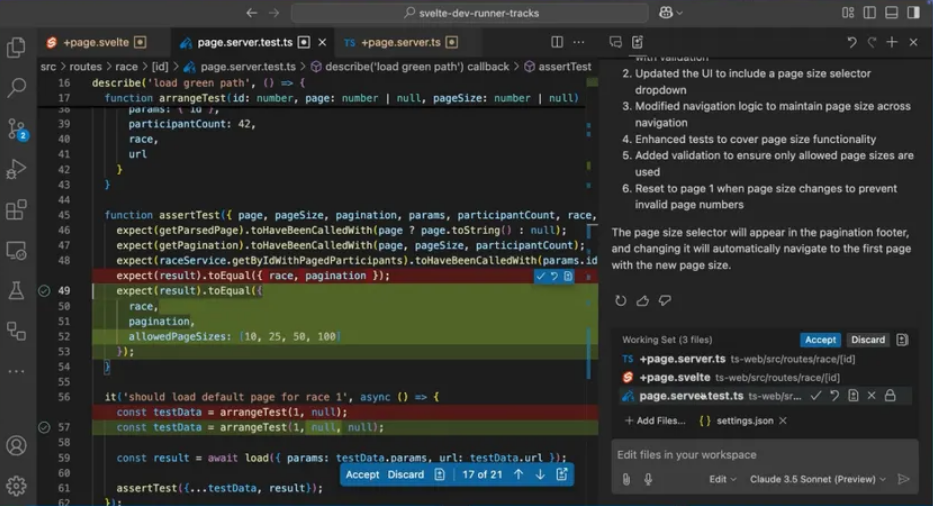 svelte-dev-runner-tracks
+page.svelte
page.server.test.ts
TS +page.server.ts
src > routes > race > [id] > page.server.test.ts > describe('load green path') callback > assertTest
16 describe('load green path', () => {
17 function arrangeTest(id: number, page: number | null, pageSize: number | null)
params: { id },
39 participantCount: 42,
40 race,
41 url
42 }
43 }
44
45 function assertTest({ page, pageSize, pagination, params, participantCount, race,
46 expect(getParsedPage).toHaveBeenCalledWith(page ? page.toString() : null);
47 expect(getPagination).toHaveBeenCalledWith(page, pageSize, participantCount);
48 expect(raceService.getByIdWithPagedParticipants).toHaveBeenCalledWith(params.id
expect(result).toEqual({ race, pagination });
49 expect(result).toEqual({
50 race,
51 pagination,
52 allowedPageSizes: [10, 25, 50, 100]
53 });
54 }
55
56 it('should load default page for race 1', async () => {
const testData = arrangeTest(1, null);
57 const testData = arrangeTest(1, null, null);
58
59 const result = await load({ params: testData.params, url: testData.url });
60
61 assertTest({...testData, result});
62 });
Accept Discard 17 of 21
2
with validation
2. Updated the UI to include a page size selector
dropdown
3. Modified navigation logic to maintain page size across
navigation
4. Enhanced tests to cover page size functionality
5. Added validation to ensure only allowed page sizes are
used
6. Reset to page 1 when page size changes to prevent
invalid page numbers
The page size selector will appear in the pagination footer,
and changing it will automatically navigate to the first page
with the new page size.
Working Set (3 files) Accept Discard
TS +page.server.ts ts-web/src/routes/race/[id]
+page.svelte ts-web/src/routes/race/[id]
page.server.test.ts ts-web/sr...
+ Add Files... {} settings.json
Edit files in your workspace
Edit Claude 3.5 Sonnet (Preview)